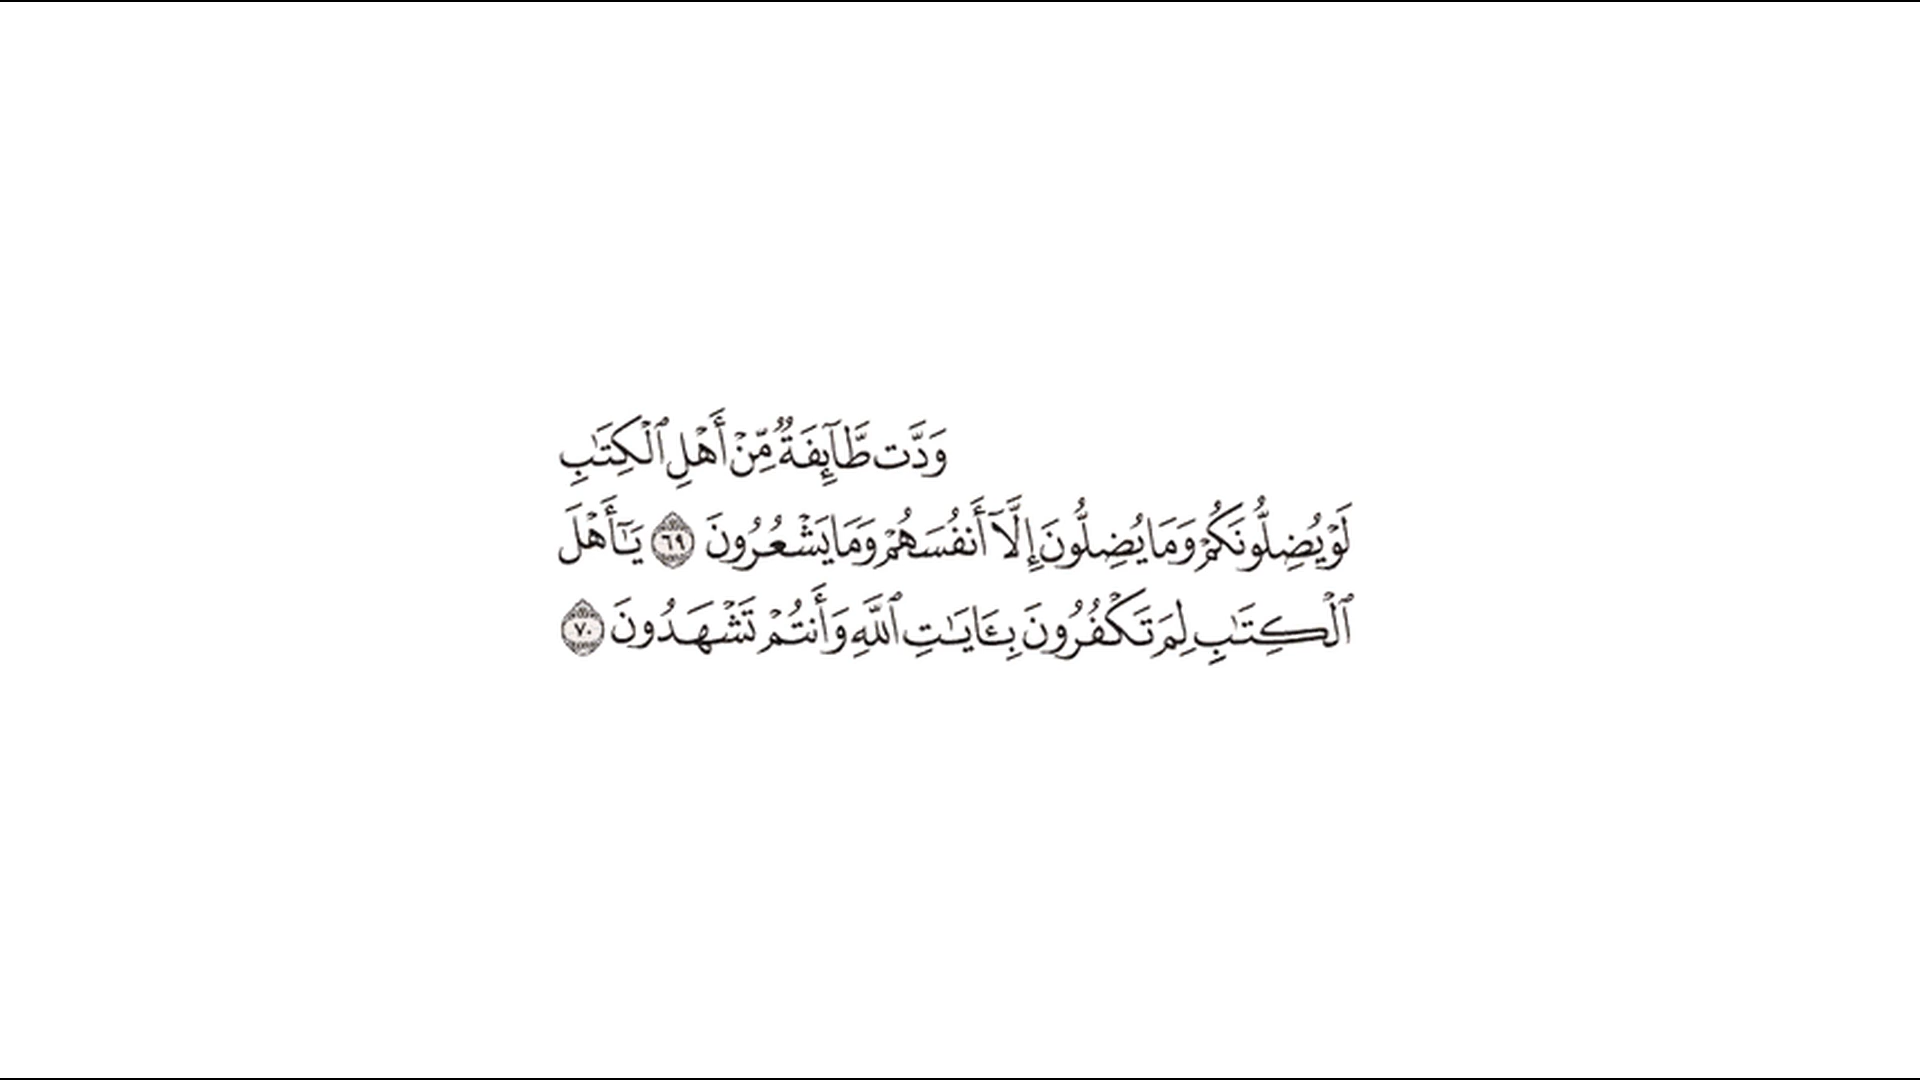 وَدَّت طَّآئِفَةٌ مِّنۡ أَهۡلِ ٱلۡكِتَٰبِ
لَوۡ يُضِلُّونَكُمۡ وَمَا يُضِلُّونَ إِلَّآ أَنفُسَهُمۡ وَمَا يَشۡعُرُونَ ٦٩ يَٰٓأَهۡلَ
ٱلۡكِتَٰبِ لِمَ تَكۡفُرُونَ بِـَٔايَٰتِ ٱللَّهِ وَأَنتُمۡ تَشۡهَدُونَ ٧٠